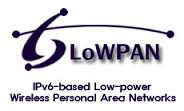 6LoWPAN
IPv6-based Low-power
Wireless Personal Area Networks